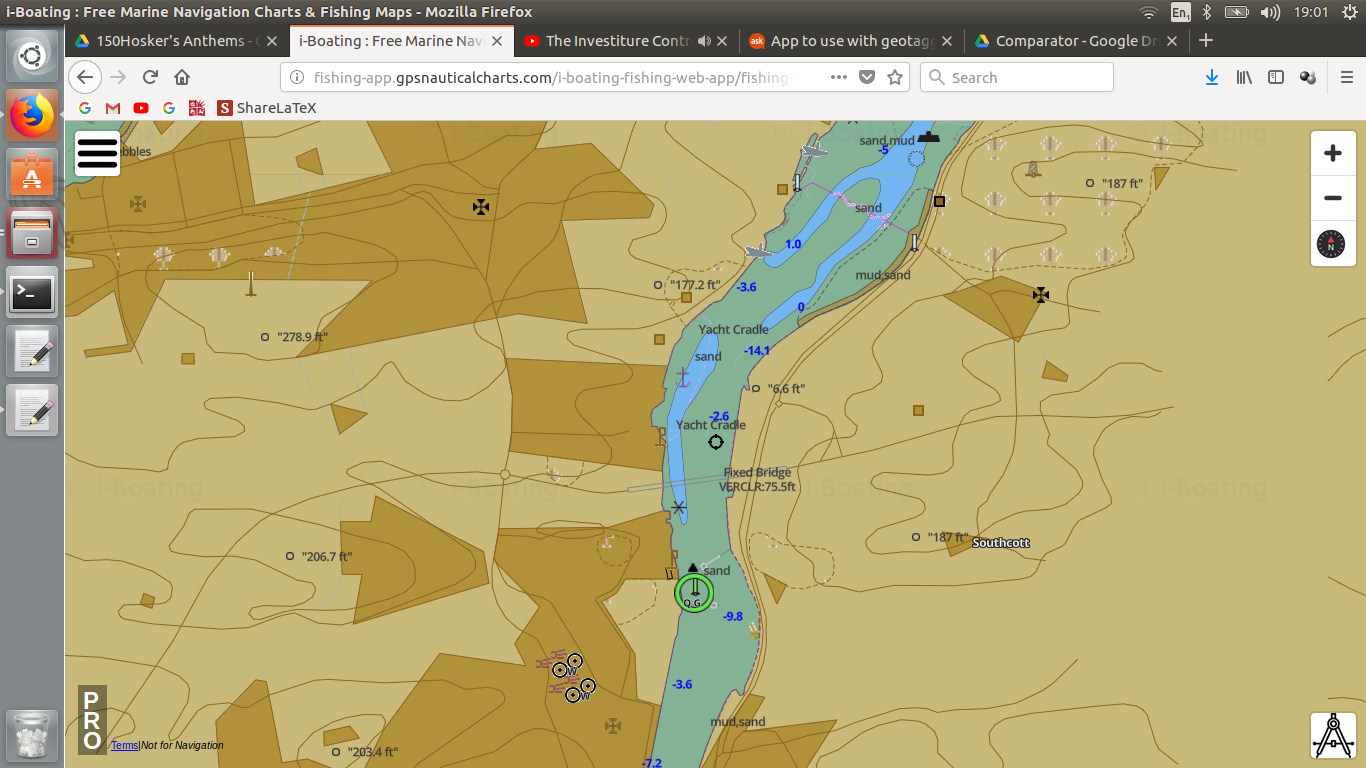 i-Boating : Free Marine Navigation Charts & Fishing Maps - Mozilla Firefox
En1
19:01
150Hosker's Anthems -
i-Boating : Free Marine Nav
The Investiture Contr
ask
App to use with geotagg
Comparator - Google Dri
fishing-app.gpsnauticalcharts.com/i-boating-fishing-web-app/fishing-
Search
ShareLaTeX
© i-Boating
ebbles
sand,mud
-5
"187 ft"
sand
1.0
mud,sand
"177.2 ft"
-3.6
0
Yacht Cradle
"278.9 ft"
-14.1
sand
"6.6 ft"
-2.6
Yacht Cradle
Fixed Bridge
VERCLR:75.5ft
© i-Boating
© i-Boating
© i-Boating
"187 ft"
Southcott
"206.7 ft"
sand
Q.G
-9.8
W
W
-3.6
PRO
mud,sand
Terms|Not for Navigation
"203.4 ft"
-7.2